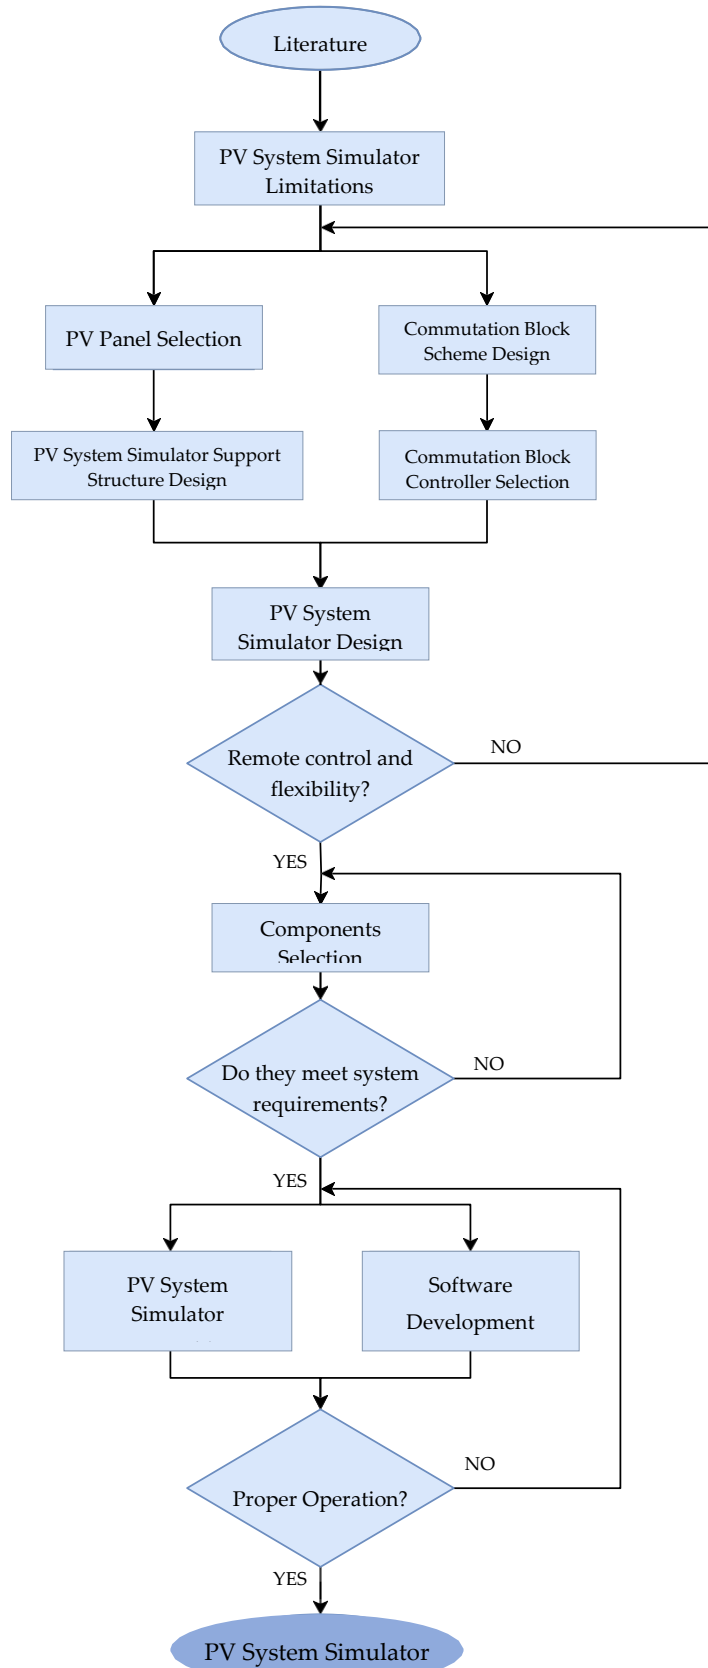 Literature
PV System Simulator
Limitations
PV Panel Selection
Commutation Block
Scheme Design
PV System Simulator Support
Structure Design
Commutation Block
Controller Selection
PV System
Simulator Design
Remote control and
flexibility?
NO
YES
Components
Selection
Do they meet system
requirements?
NO
YES
PV System
Simulator
Software
Development
Proper Operation?
NO
YES
PV System Simulator